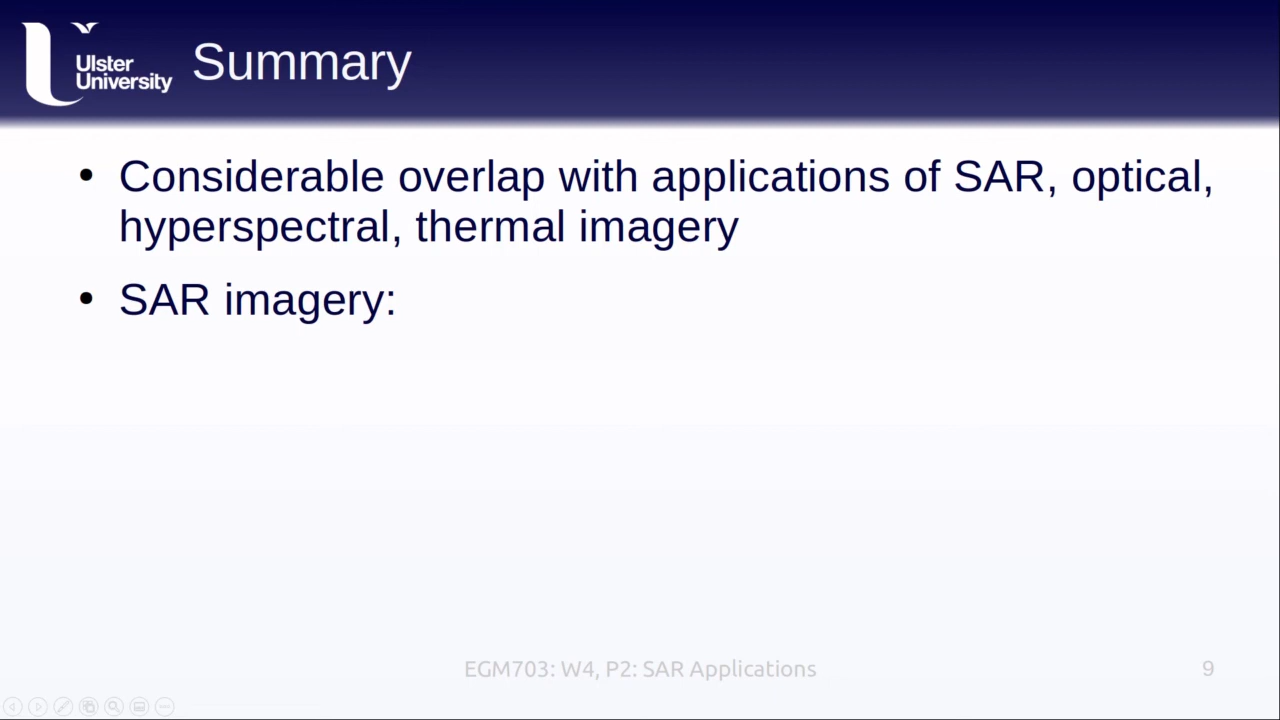 Ulster
University
Summary
• Considerable overlap with applications of SAR, optical,
hyperspectral, thermal imagery
• SAR imagery:
EGM703: W4, P2: SAR Applications
9